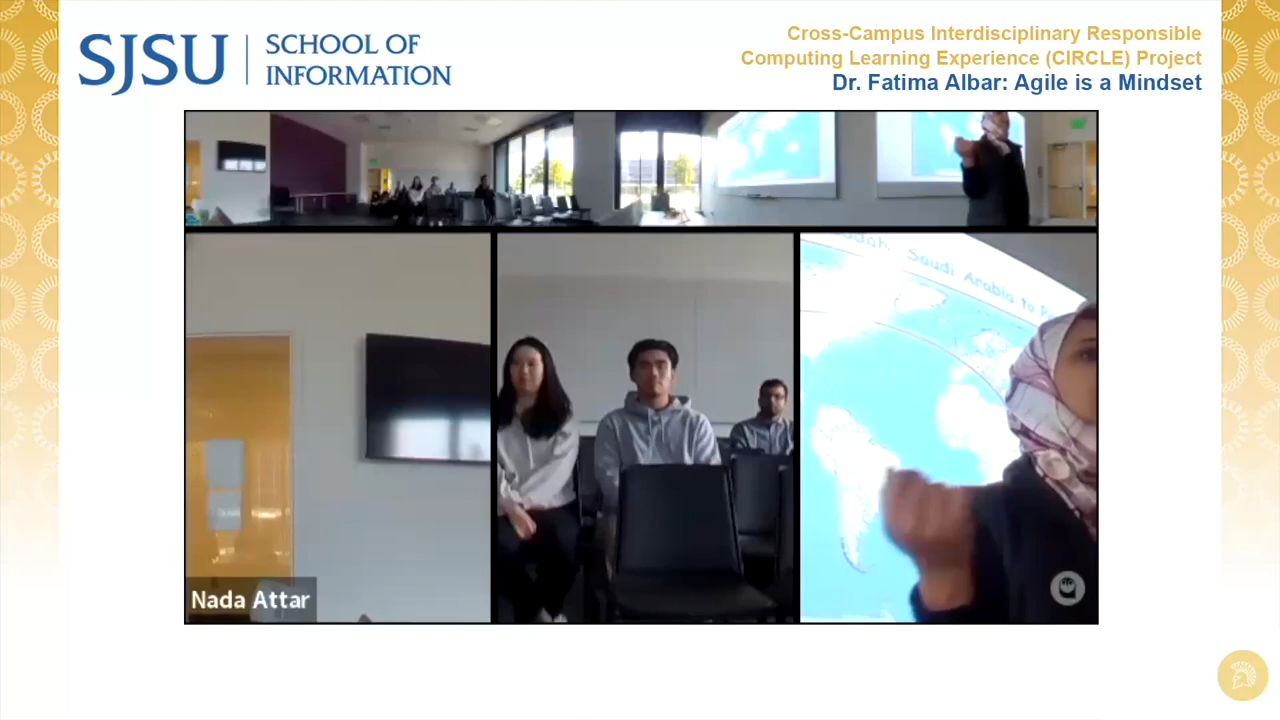 SJSU
SCHOOL OF
INFORMATION
Cross-Campus Interdisciplinary Responsible
Computing Learning Experience (CIRCLE) Project
Dr. Fatima Albar: Agile is a Mindset
Saudi Arabia to
Nada Attar